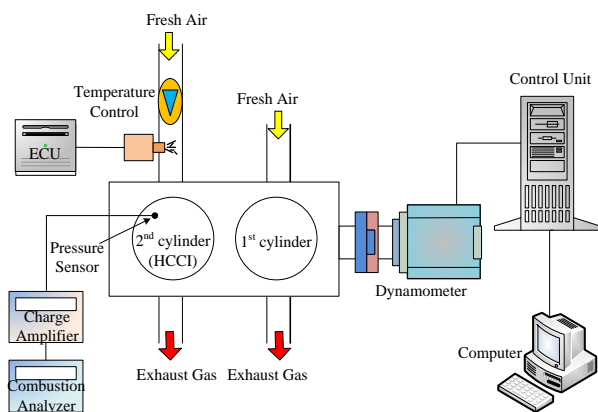 Fresh Air
Temperature
Control
Fresh Air
Control Unit
ECU
2nd cylinder
(HCCI)
1st cylinder
Pressure
Sensor
Dynamometer
Charge
Amplifier
Combustion
Analyzer
Exhaust Gas
Exhaust Gas
Computer